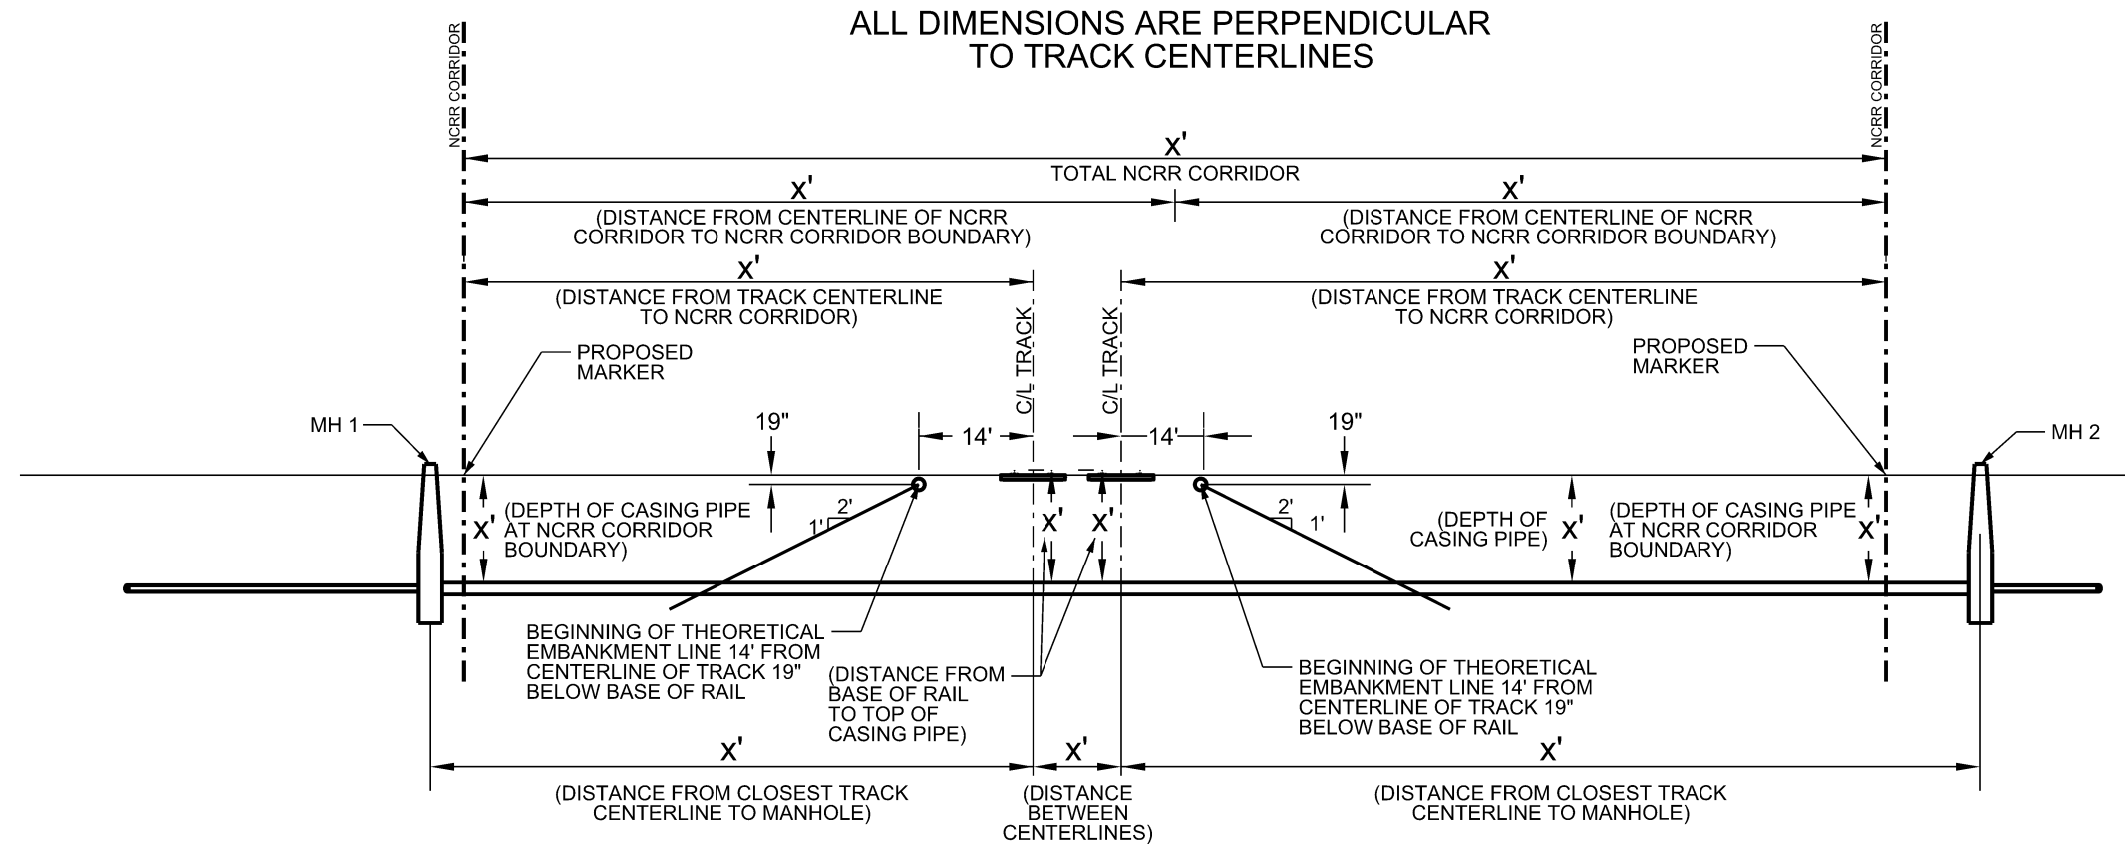 ALL DIMENSIONS ARE PERPENDICULAR
TO TRACK CENTERLINES
NCRR CORRIDOR
NCRR CORRIDOR
X'
TOTAL NCRR CORRIDOR
X'
(DISTANCE FROM CENTERLINE OF NCRR
CORRIDOR TO NCRR CORRIDOR BOUNDARY)
X'
(DISTANCE FROM CENTERLINE OF NCRR
CORRIDOR TO NCRR CORRIDOR BOUNDARY)
X'
(DISTANCE FROM TRACK CENTERLINE
TO NCRR CORRIDOR)
X'
(DISTANCE FROM TRACK CENTERLINE
TO NCRR CORRIDOR)
C/L TRACK
C/L TRACK
PROPOSED
MARKER
PROPOSED
MARKER
MH 1
19"
14'
14'
19"
MH 2
X'
(DEPTH OF CASING PIPE
AT NCRR CORRIDOR
BOUNDARY)
1'
2'
X'
X'
2'
1'
(DEPTH OF
CASING PIPE)
X'
(DEPTH OF CASING PIPE
AT NCRR CORRIDOR
BOUNDARY)
X'
BEGINNING OF THEORETICAL
EMBANKMENT LINE 14' FROM
CENTERLINE OF TRACK 19"
BELOW BASE OF RAIL
(DISTANCE FROM
BASE OF RAIL
TO TOP OF
CASING PIPE)
BEGINNING OF THEORETICAL
EMBANKMENT LINE 14' FROM
CENTERLINE OF TRACK 19"
BELOW BASE OF RAIL
X'
(DISTANCE FROM CLOSEST TRACK
CENTERLINE TO MANHOLE)
X'
(DISTANCE
BETWEEN
CENTERLINES)
X'
(DISTANCE FROM CLOSEST TRACK
CENTERLINE TO MANHOLE)